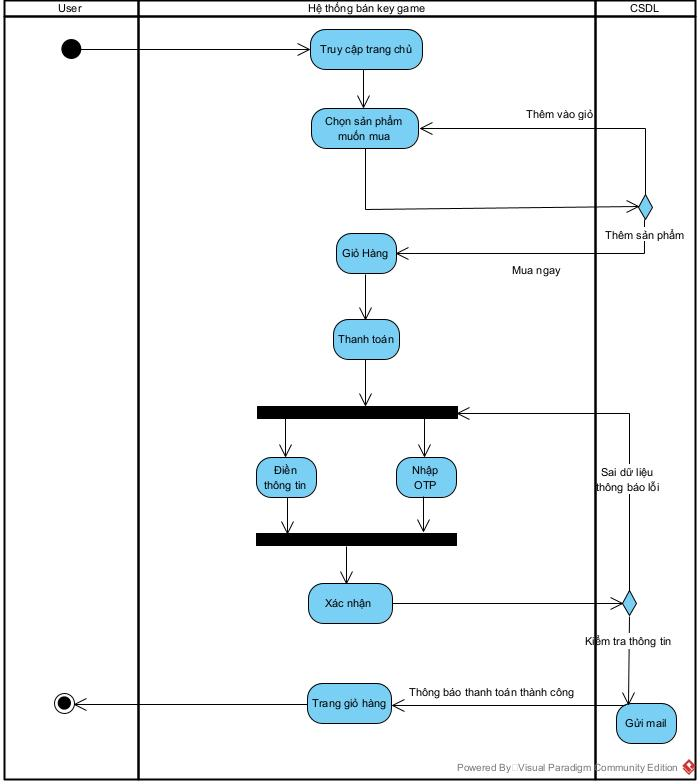 User
Hệ thống bán key game
CSDL
Truy cập trang chủ
Chọn sản phẩm
muốn mua
Thêm vào giỏ
Thêm sản phẩm
Giỏ Hàng
Mua ngay
Thanh toán
Điền
thông tin
Nhập
OTP
Sai dữ liệu
thông báo lỗi
Xác nhận
Kiểm tra thông tin
Trang giỏ hàng
Thông báo thanh toán thành công
Gửi mail
Powered By Visual Paradigm Community Edition